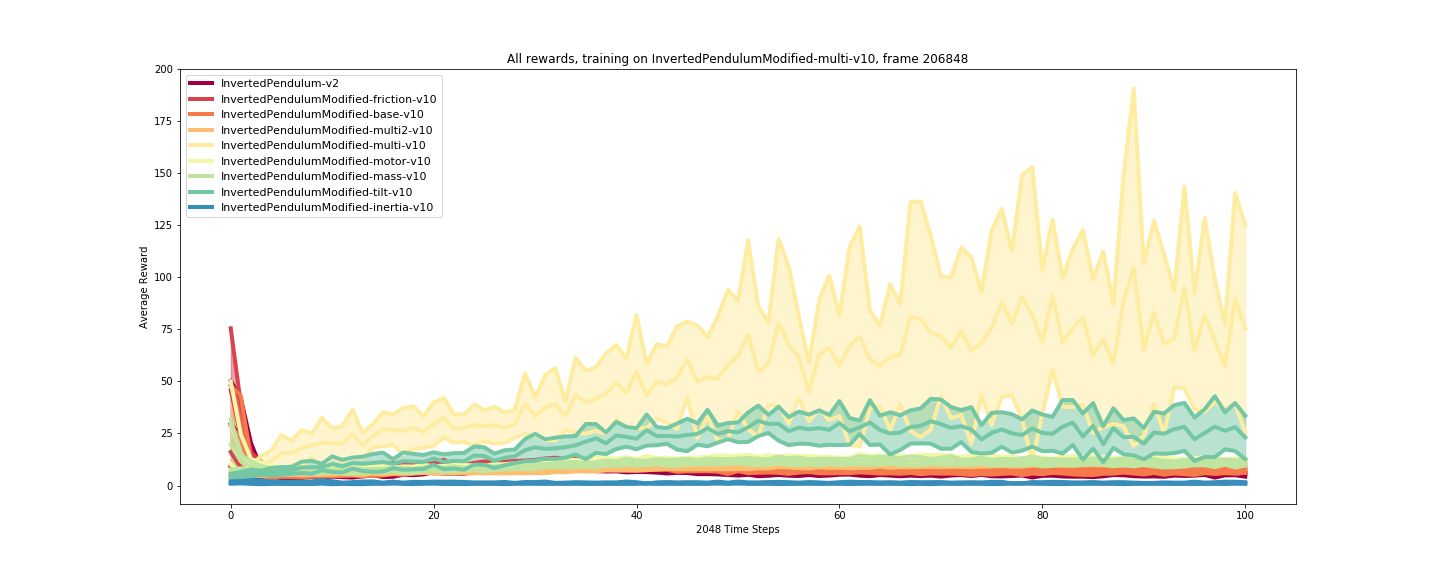 All rewards, training on InvertedPendulumModified-multi-v10, frame 206848
200
175
150
125
100
75
50
25
0
Average Reward
InvertedPendulum-v2
InvertedPendulumModified-friction-v10
InvertedPendulumModified-base-v10
InvertedPendulumModified-multi2-v10
InvertedPendulumModified-multi-v10
InvertedPendulumModified-motor-v10
InvertedPendulumModified-mass-v10
InvertedPendulumModified-tilt-v10
InvertedPendulumModified-inertia-v10
0 20 40 60 80 100
2048 Time Steps